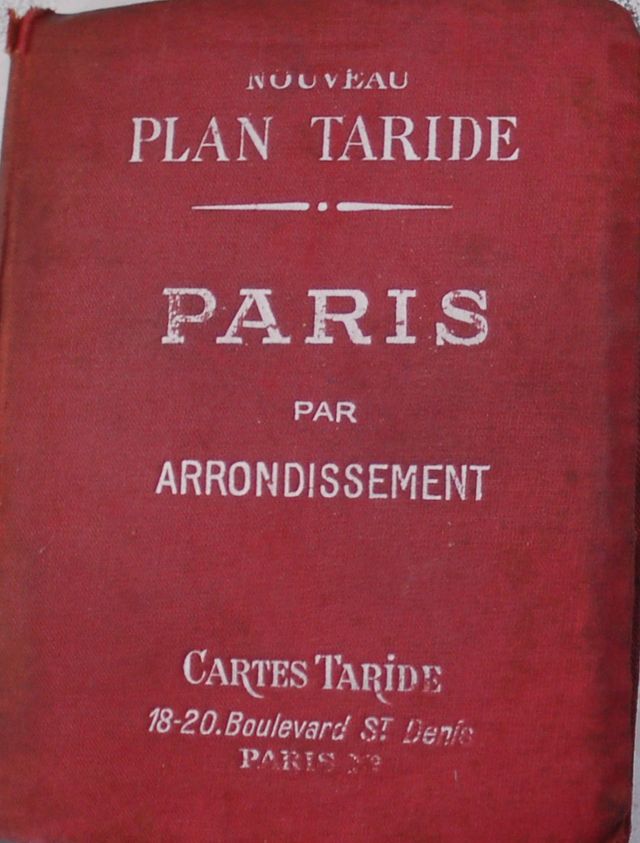 NOUVEAU
PLAN TARIDE
PARIS
PAR
ARRONDISSEMENT
CARTES TARIDE
18-20. Boulevard ST Denis
PARIS